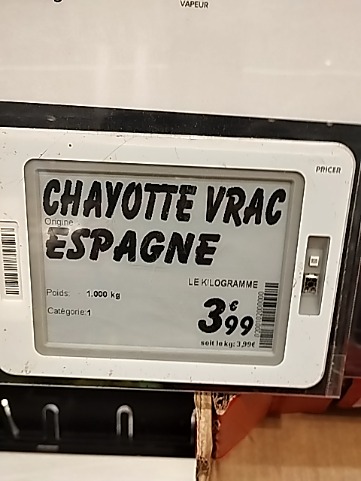 VAPEUR
PRICER
CHAYOTTE VRAC
Origine
ESPAGNE
LE KILOGRAMME
Poids: 1.000 kg
3€99
Catégorie:1
soit le kg: 3,99€